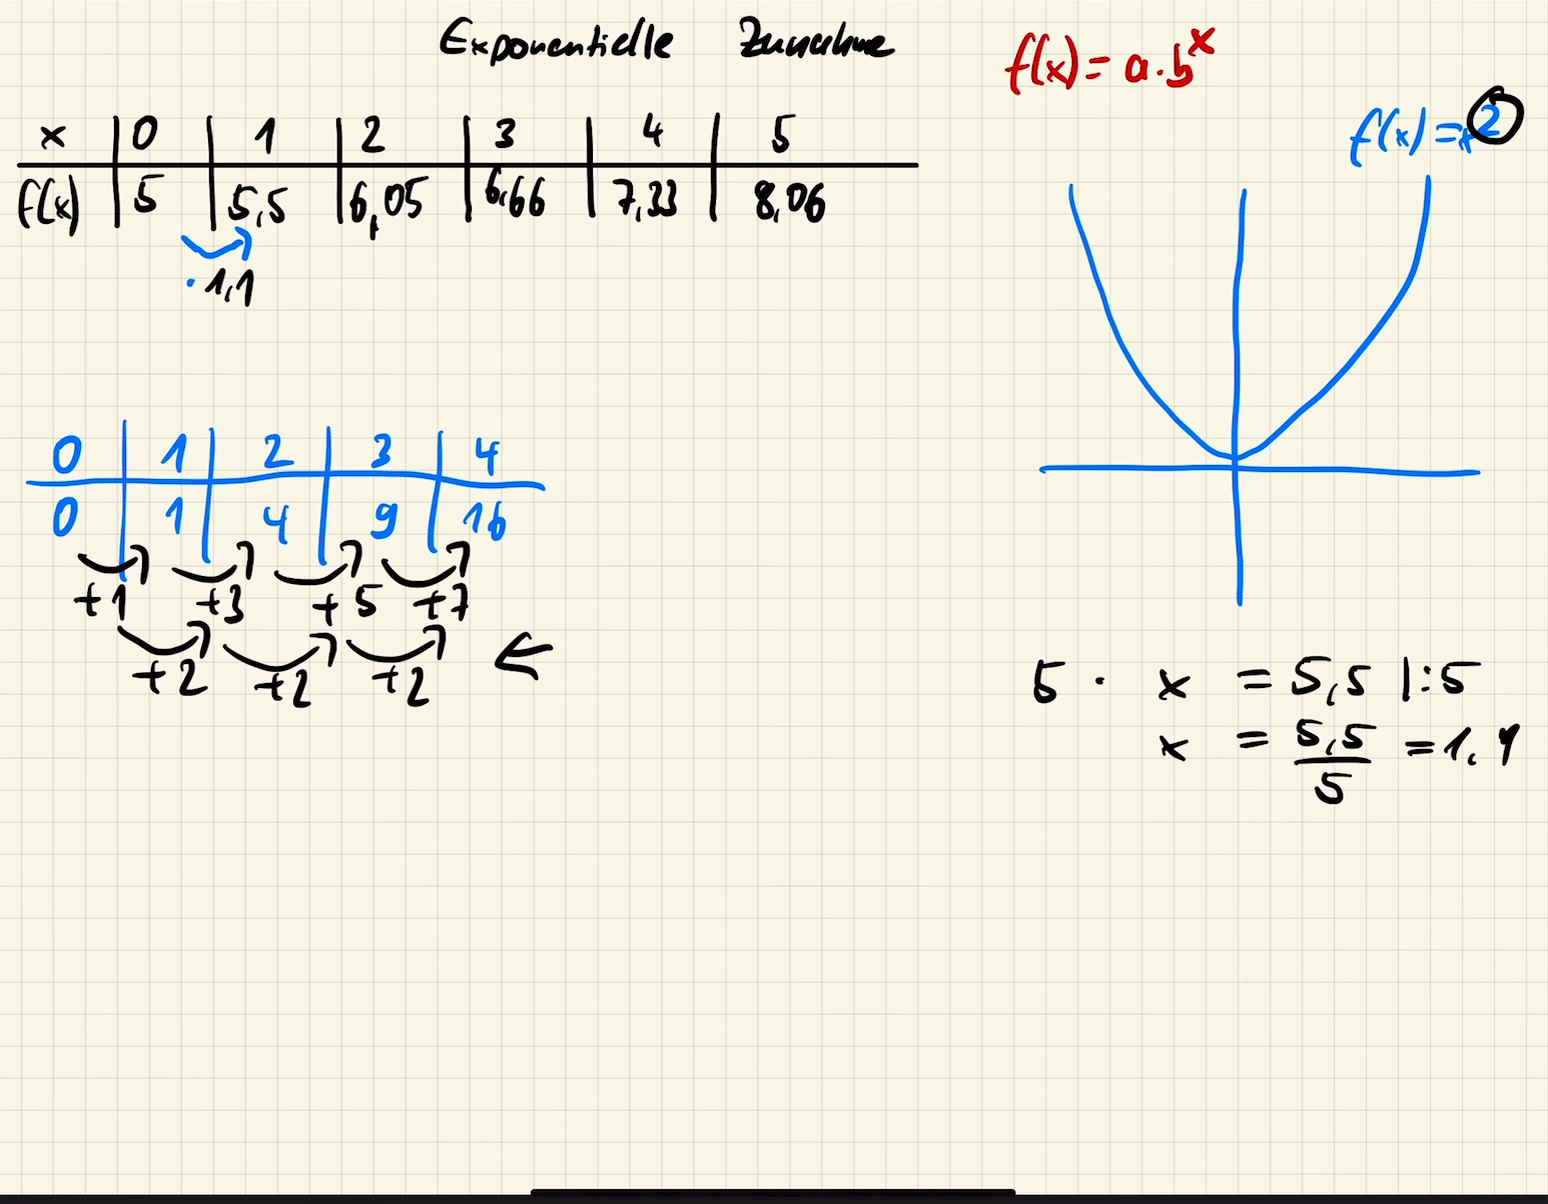 Exponentielle Zunahme
f(x) = a · b^x
f(x) = x^2
x | 0 | 1 | 2 | 3 | 4 | 5
f(x) | 5 | 5,5 | 6,05 | 6,66 | 7,33 | 8,06
· 1,1
0 | 1 | 2 | 3 | 4
0 | 1 | 4 | 9 | 16
+1 +3 +5 +7
+2 +2 +2
5 · x = 5,5 |:5
x = 5,5/5 = 1,1